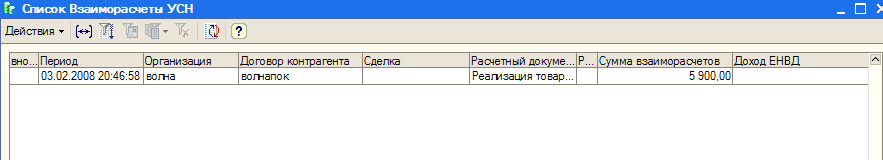 Список Взаиморасчеты УСН
Действия
вно... Период Организация Договор контрагента Сделка Расчетный докуме... Р... Сумма взаиморасчетов Доход ЕНВД
03.02.2008 20:46:58 волна волнапок Реализация товар... 5 900,00